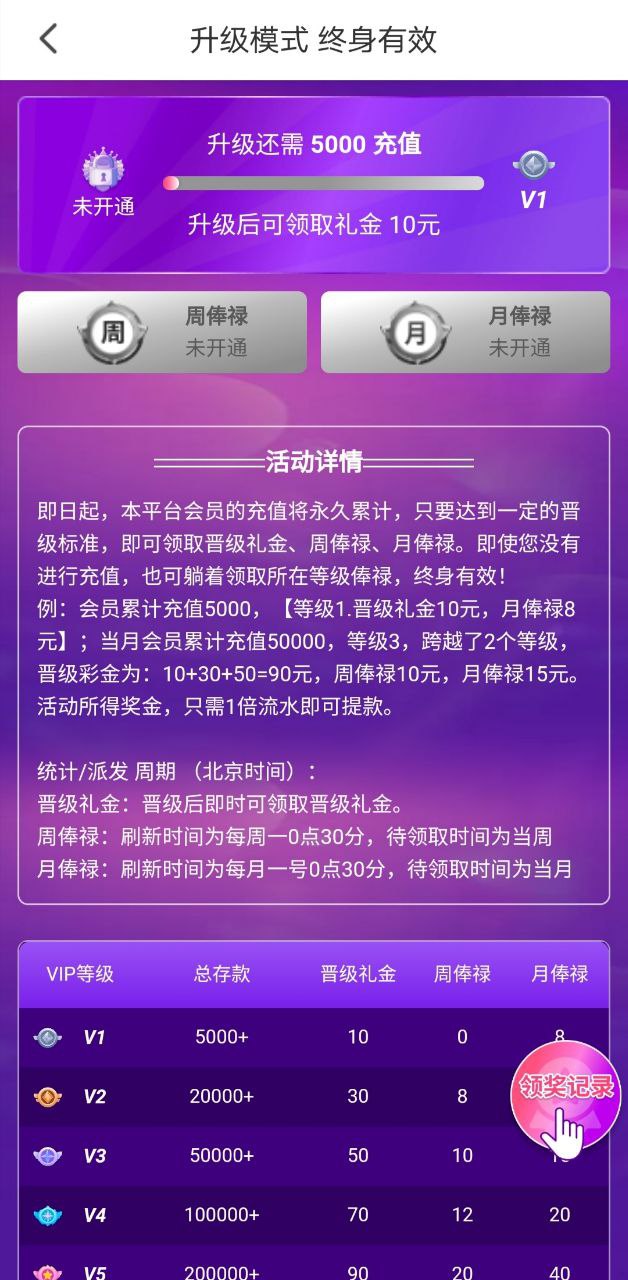 升级模式 终身有效
升级还需 5000 充值
未开通
V1
升级后可领取礼金 10元
周
周俸禄
未开通
月
月俸禄
未开通
活动详情
即日起，本平台会员的充值将永久累计，只要达到一定的晋
级标准，即可领取晋级礼金、周俸禄、月俸禄。即使您没有
进行充值，也可躺着领取所在等级俸禄，终身有效！
例：会员累计充值5000，【等级1.晋级礼金10元，月俸禄8
元】；当月会员累计充值50000，等级3，跨越了2个等级，
晋级彩金为：10+30+50=90元，周俸禄10元，月俸禄15元。
活动所得奖金，只需1倍流水即可提款。
统计/派发 周期 （北京时间）：
晋级礼金：晋级后即时可领取晋级礼金。
周俸禄：刷新时间为每周一0点30分，待领取时间为当周
月俸禄：刷新时间为每月一号0点30分，待领取时间为当月
VIP等级 总存款 晋级礼金 周俸禄 月俸禄
V1 5000+ 10 0 8
领奖记录
V2 20000+ 30 8
V3 50000+ 50 10
V4 100000+ 70 12 20
V5 200000+ 90 20 40